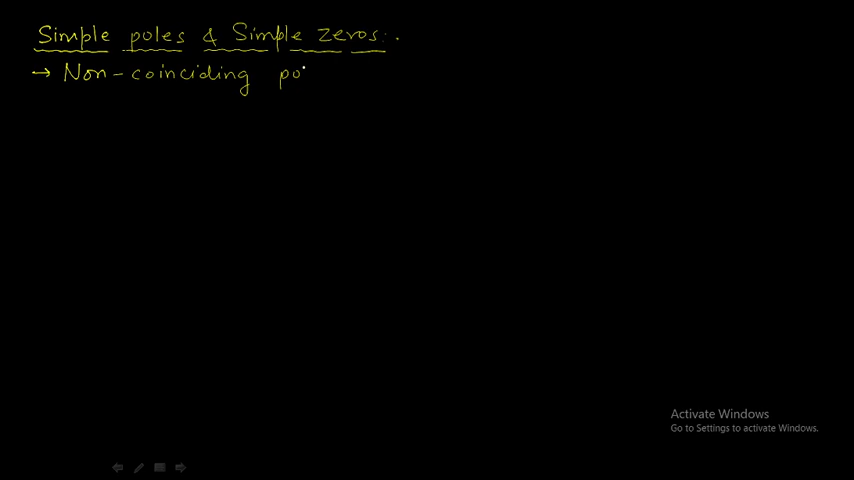 Simple poles & Simple zeros:.
→ Non-coinciding po
Activate Windows
Go to Settings to activate Windows.